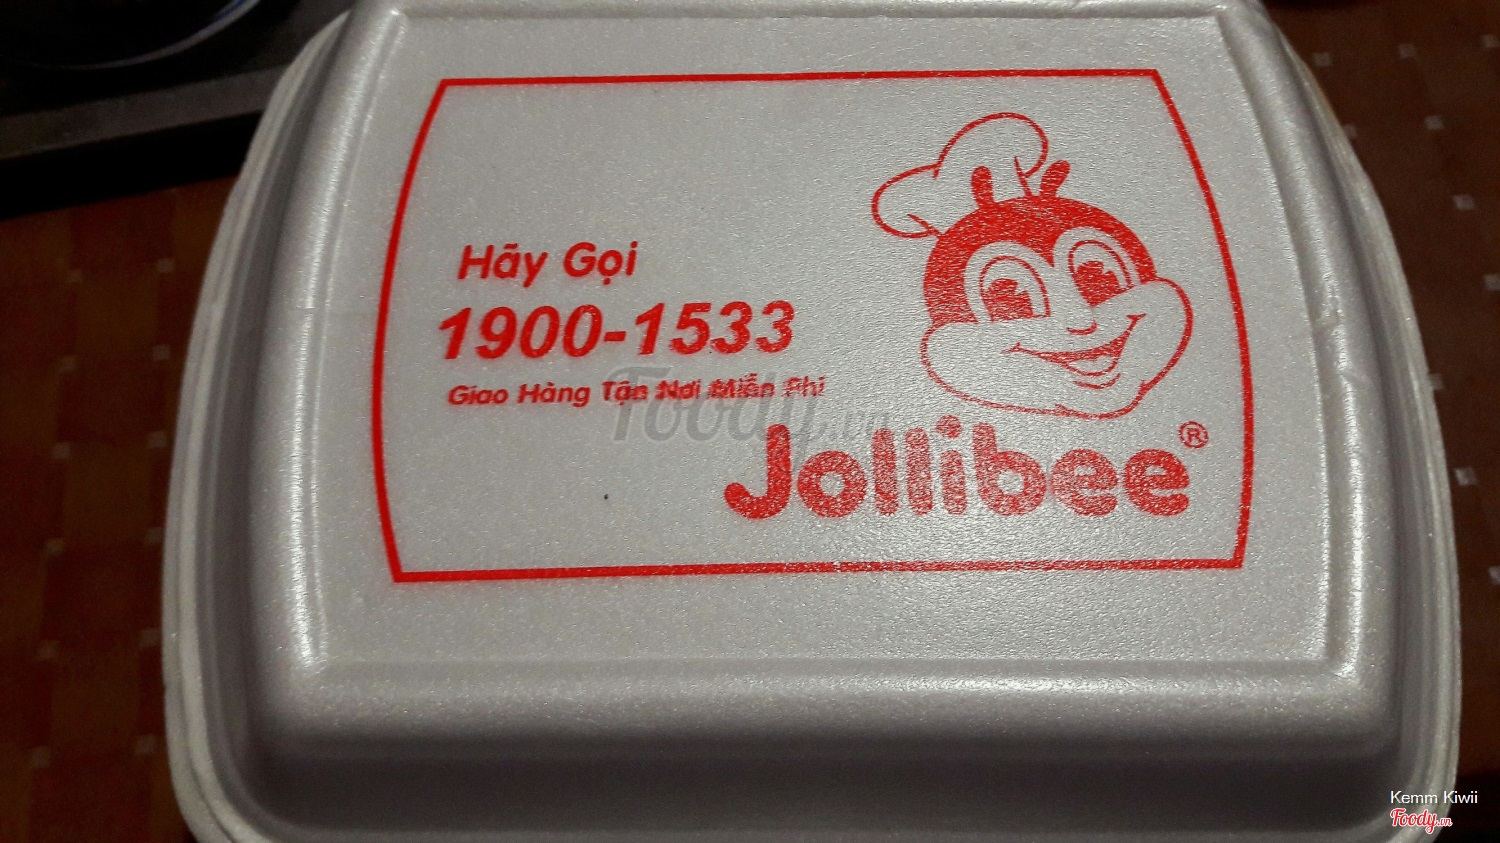 Hãy Gọi
1900-1533
Giao Hàng Tận Nơi Miễn Phí
Foody.vn
Jollibee®
Kemm Kiwii
Foody.vn